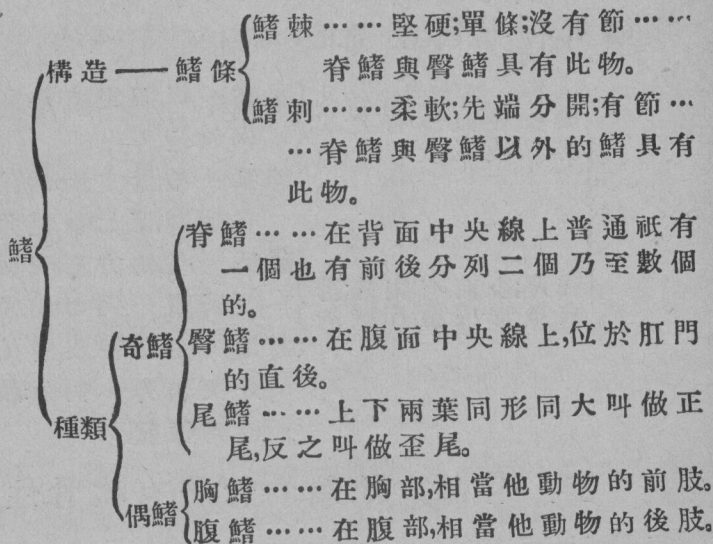 鰭棘……堅硬;單條;沒有節……
構造——鰭條
脊鰭與臀鰭具有此物。
鰭刺……柔軟;先端分開;有節…
…脊鰭與臀鰭以外的鰭具有
此物。
鰭
脊鰭……在背面中央線上普通祇有
一個也有前後分列二個乃至數個
的。
奇鰭
臀鰭……在腹面中央線上,位於肛門
的直後。
尾鰭……上下兩葉同形同大叫做正
種類
尾,反之叫做歪尾。
胸鰭……在胸部,相當他動物的前肢。
偶鰭
腹鰭……在腹部,相當他動物的後肢。